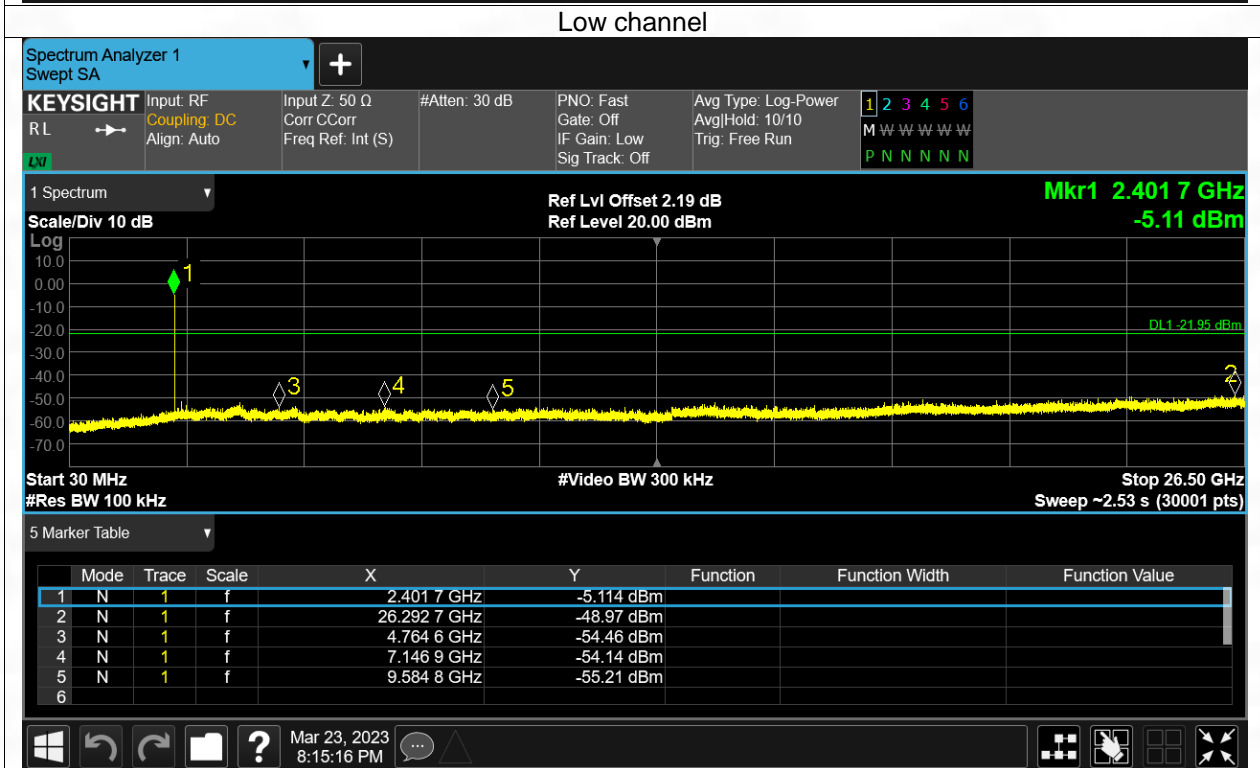 Low channel
Spectrum Analyzer 1
Swept SA
KEYSIGHT
RL
LXI
Input: RF
Coupling: DC
Align: Auto
Input Z: 50 Ω
Corr CCorr
Freq Ref: Int (S)
#Atten: 30 dB
PNO: Fast
Gate: Off
IF Gain: Low
Sig Track: Off
Avg Type: Log-Power
Avg|Hold: 10/10
Trig: Free Run
1 2 3 4 5 6
M W W W W W
P N N N N N
1 Spectrum
Scale/Div 10 dB
Ref Lvl Offset 2.19 dB
Ref Level 20.00 dBm
Mkr1 2.401 7 GHz
-5.11 dBm
Log
10.0
0.00
-10.0
-20.0
-30.0
-40.0
-50.0
-60.0
-70.0
1
DL1 -21.95 dBm
3
4
5
2
Start 30 MHz
#Res BW 100 kHz
#Video BW 300 kHz
Stop 26.50 GHz
Sweep ~2.53 s (30001 pts)
5 Marker Table
Mode Trace Scale X Y Function Function Width Function Value
1 N 1 f 2.401 7 GHz -5.114 dBm
2 N 1 f 26.292 7 GHz -48.97 dBm
3 N 1 f 4.764 6 GHz -54.46 dBm
4 N 1 f 7.146 9 GHz -54.14 dBm
5 N 1 f 9.584 8 GHz -55.21 dBm
6
?
Mar 23, 2023
8:15:16 PM